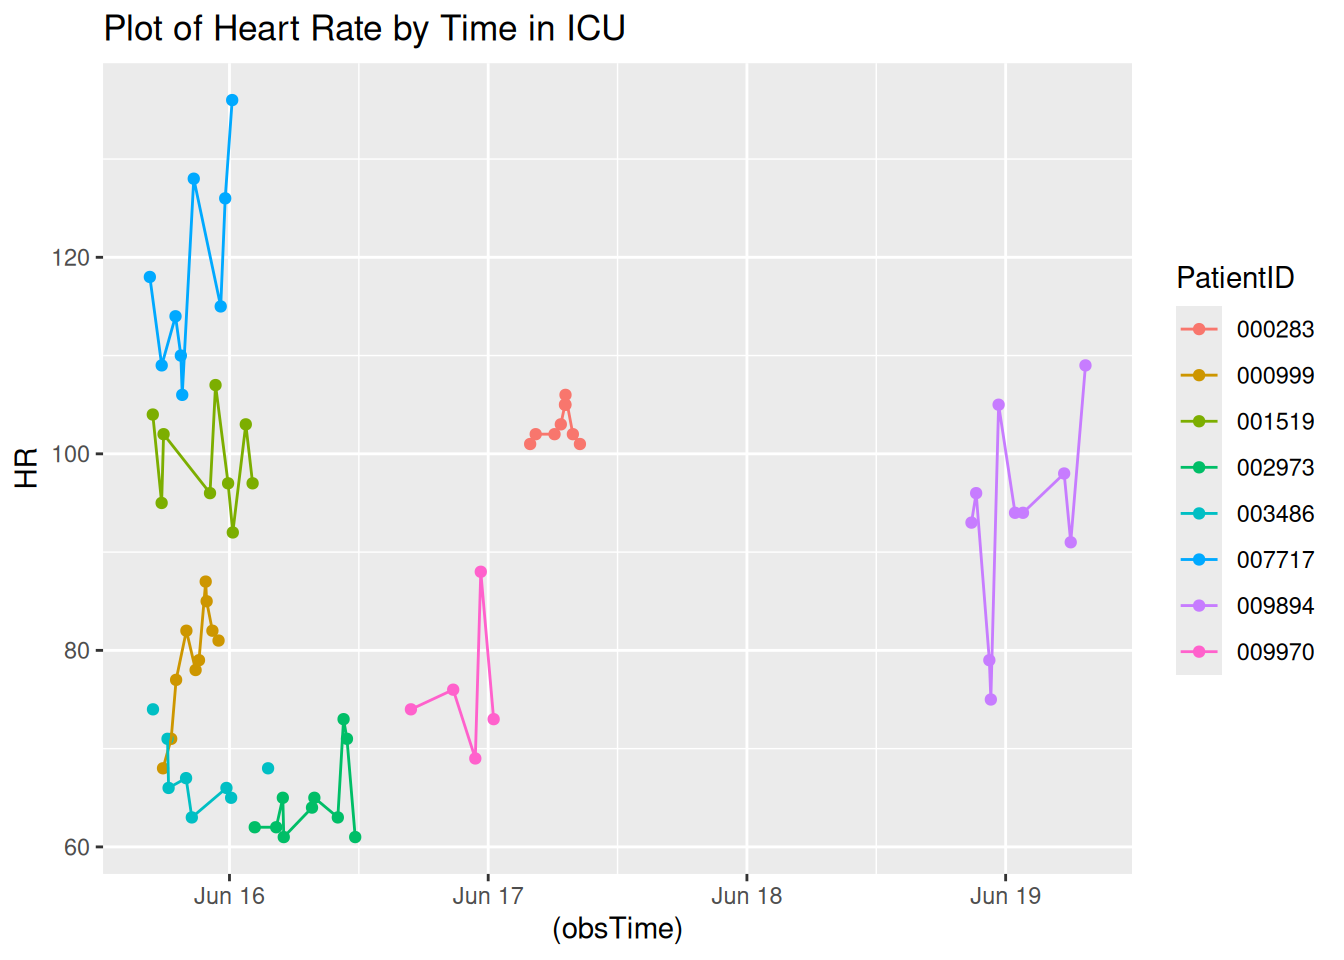 Plot of Heart Rate by Time in ICU
120
100
80
60
HR
Jun 16
Jun 17
Jun 18
Jun 19
(obsTime)
PatientID
000283
000999
001519
002973
003486
007717
009894
009970